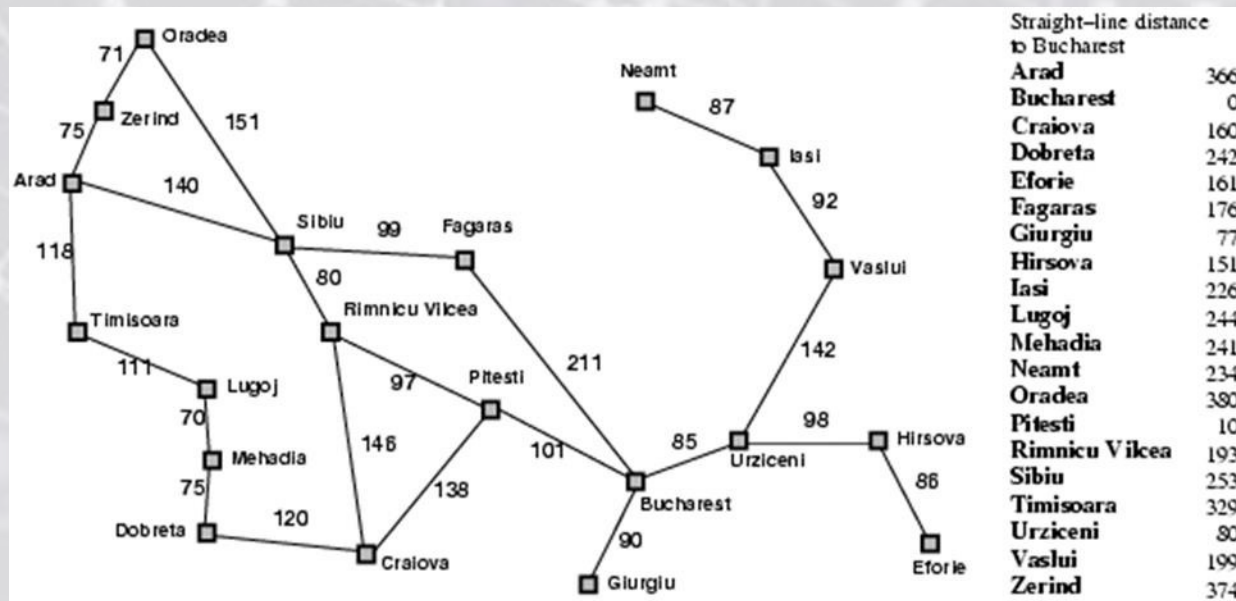 Oradea
71
Neamt
87
Zerind
151
75
Iasi
Arad
140
92
Sibiu
Fagaras
99
118
80
Vaslui
Timisoara
Rimnicu Vilcea
142
111
211
Lugoj
97
Pitesti
70
98
Hirsova
146
101
85
Mehadia
Urziceni
86
75
138
Bucharest
Dobreta
120
90
Craiova
Eforie
Giurgiu
Straight–line distance
to Bucharest
Arad 366
Bucharest 0
Craiova 160
Dobreta 242
Eforie 161
Fagaras 176
Giurgiu 77
Hirsova 151
Iasi 226
Lugoj 244
Mehadia 241
Neamt 234
Oradea 380
Pitesti 10
Rimnicu Vilcea 193
Sibiu 253
Timisoara 329
Urziceni 80
Vaslui 199
Zerind 374